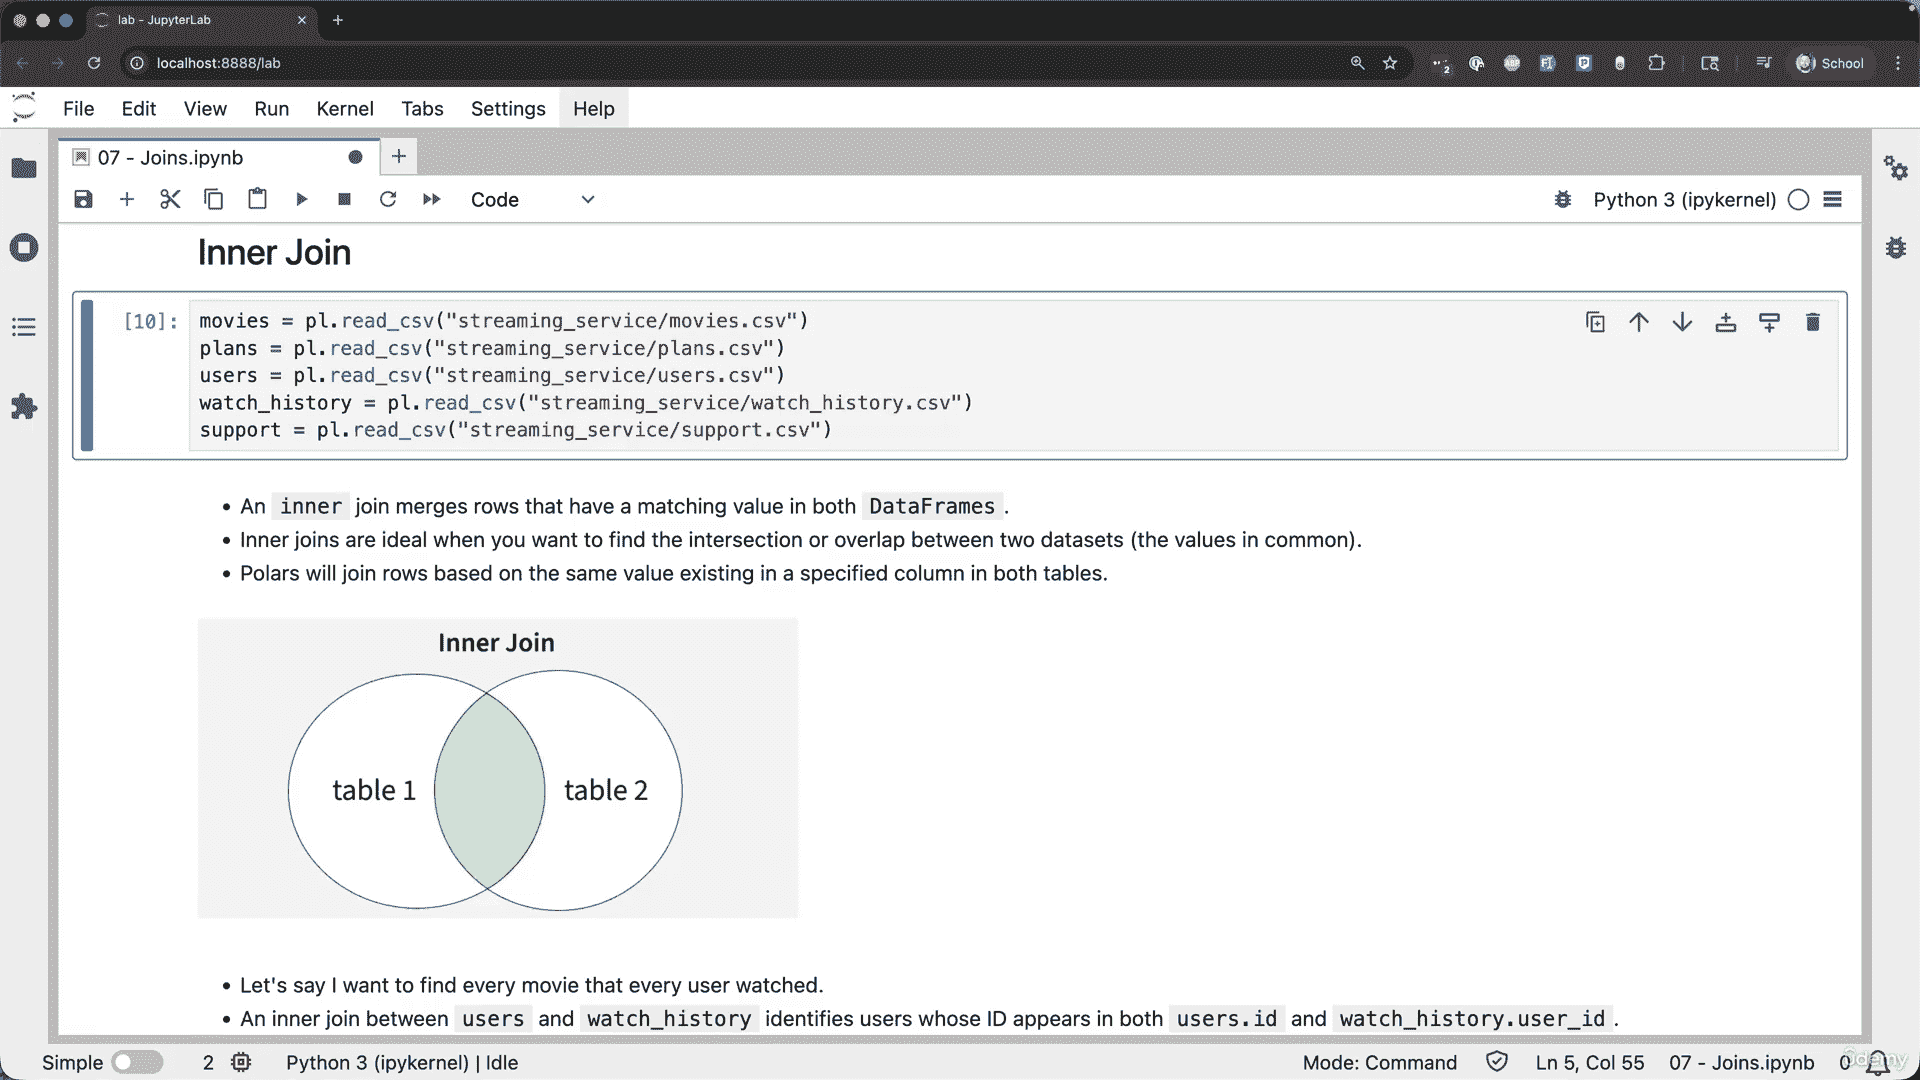 lab - JupyterLab
localhost:8888/lab
2
ABP
School
File Edit View Run Kernel Tabs Settings Help
07 - Joins.ipynb
Code
Python 3 (ipykernel)
Inner Join
[10]:
movies = pl.read_csv("streaming_service/movies.csv")
plans = pl.read_csv("streaming_service/plans.csv")
users = pl.read_csv("streaming_service/users.csv")
watch_history = pl.read_csv("streaming_service/watch_history.csv")
support = pl.read_csv("streaming_service/support.csv")
• An inner join merges rows that have a matching value in both DataFrames.
• Inner joins are ideal when you want to find the intersection or overlap between two datasets (the values in common).
• Polars will join rows based on the same value existing in a specified column in both tables.
Inner Join
table 1
table 2
• Let's say I want to find every movie that every user watched.
• An inner join between users and watch_history identifies users whose ID appears in both users.id and watch_history.user_id.
Simple 2 Python 3 (ipykernel) | Idle Mode: Command Ln 5, Col 55 07 - Joins.ipynb 0
udemy